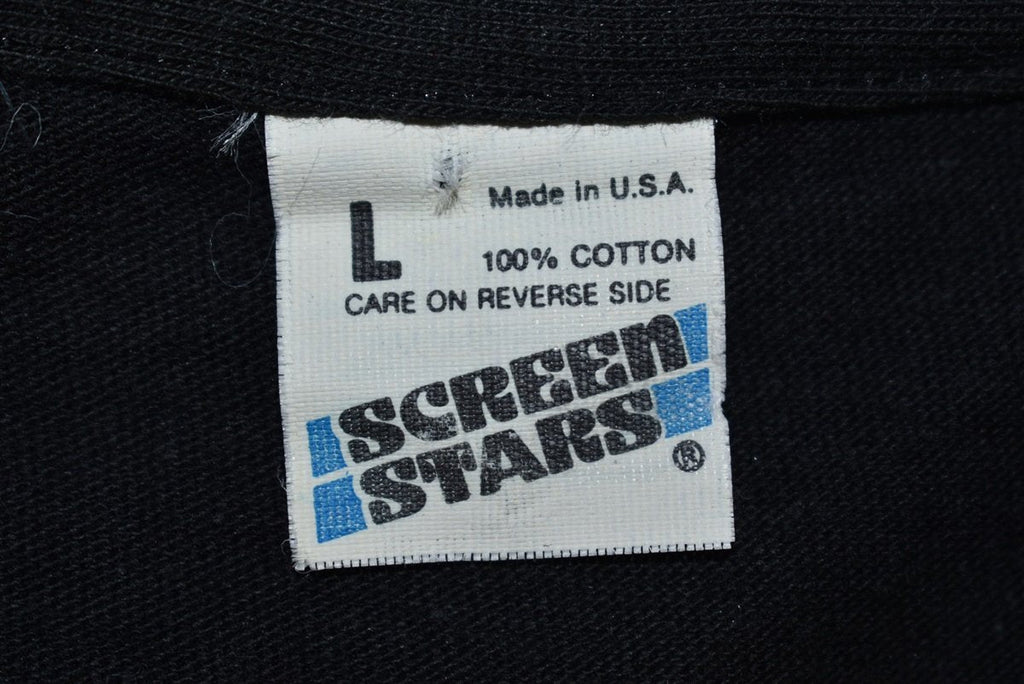 Made in U.S.A.
L
100% COTTON
CARE ON REVERSE SIDE
SCREEN
STARS
®